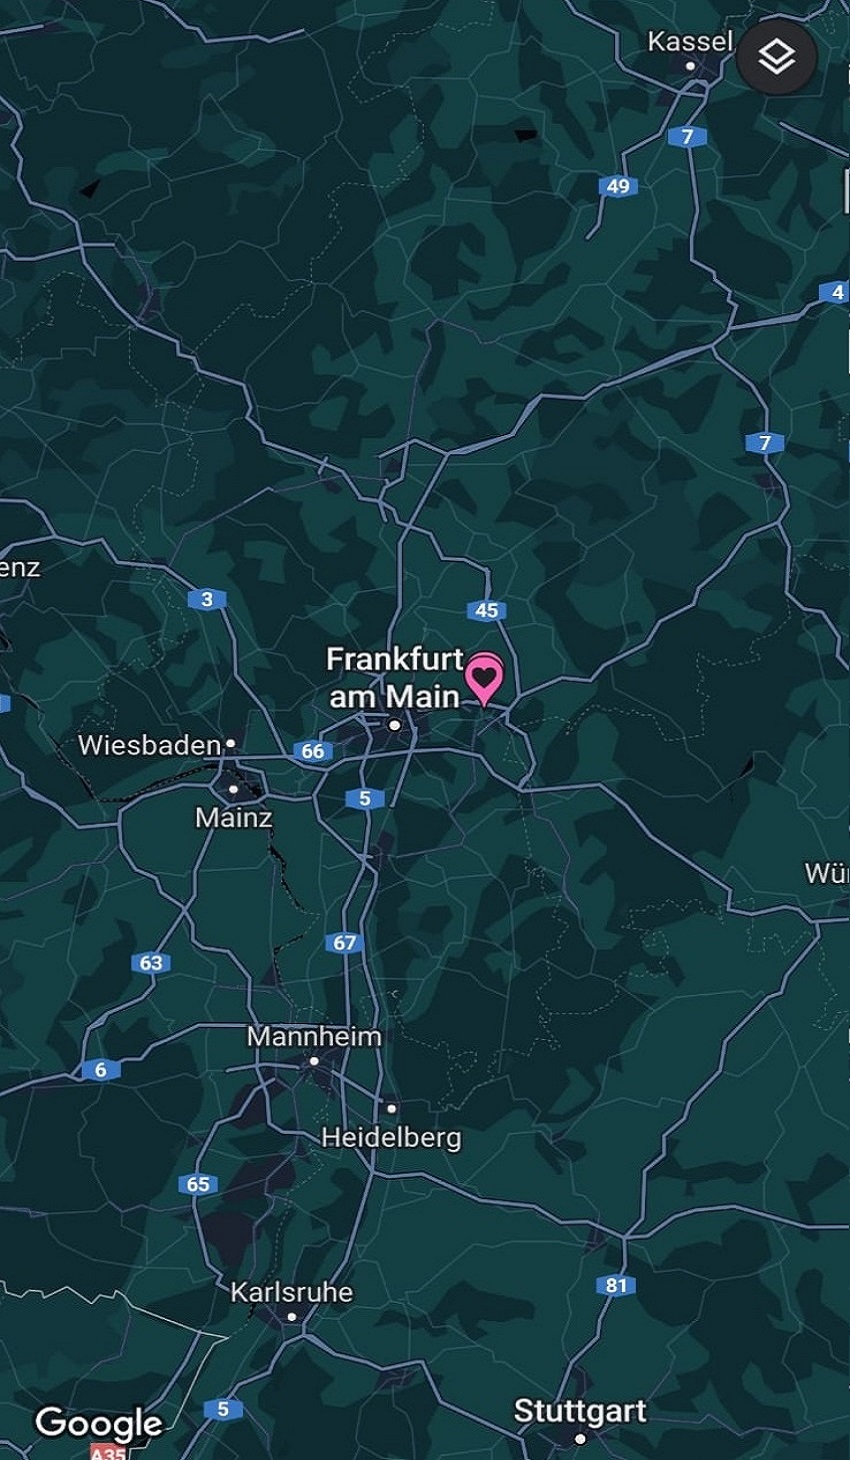 Kassel
7
49
4
7
enz
3
45
Frankfurt
am Main
Wiesbaden
66
Mainz
5
Wü
67
63
Mannheim
6
Heidelberg
65
Karlsruhe
81
5
Stuttgart
Google
A35